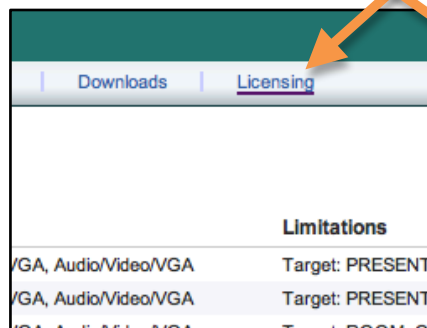 Downloads Licensing
Limitations
/GA, Audio/Video/VGA Target: PRESENT
/GA, Audio/Video/VGA Target: PRESENT